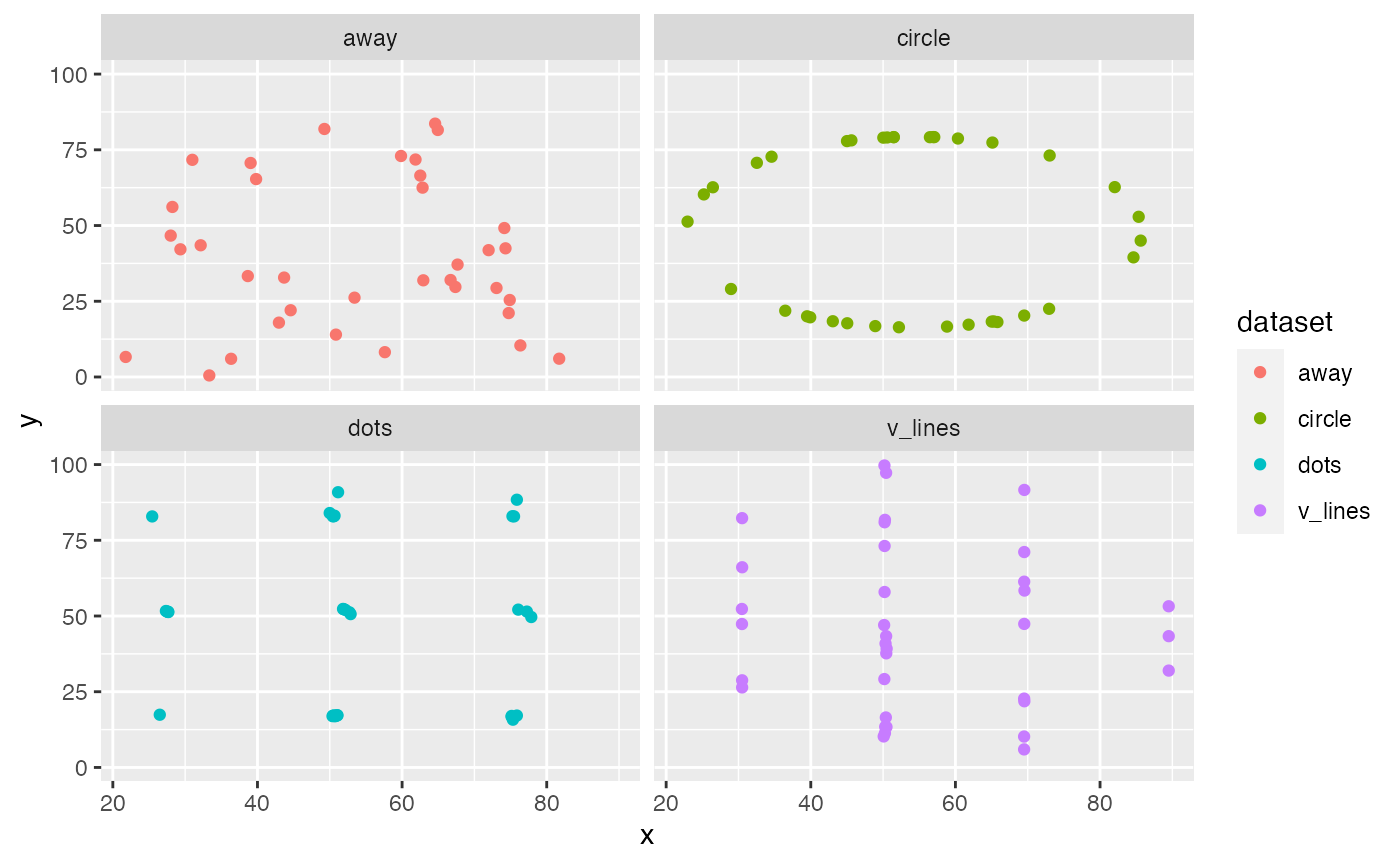 away circle
100
75
50
25
0
dots v_lines
100
75
50
25
0
20 40 60 80 20 40 60 80
x
y
dataset
away
circle
dots
v_lines